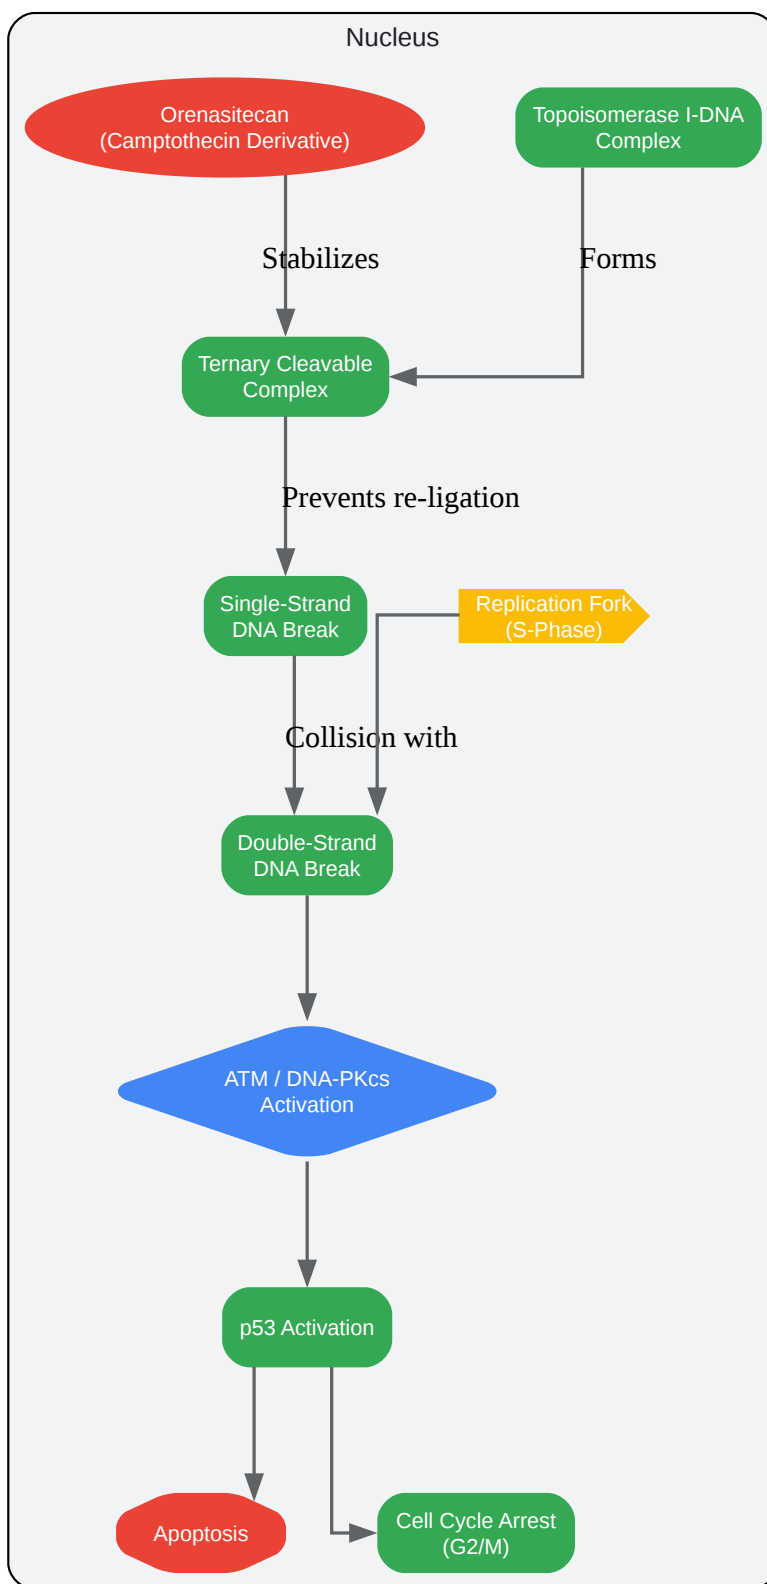 Nucleus
Orenasitecan
(Camptothecin Derivative)
Topoisomerase I-DNA
Complex
Stabilizes
Forms
Ternary Cleavable
Complex
Prevents re-ligation
Single-Strand
DNA Break
Replication Fork
(S-Phase)
Collision with
Double-Strand
DNA Break
ATM / DNA-PKcs
Activation
p53 Activation
Apoptosis
Cell Cycle Arrest
(G2/M)